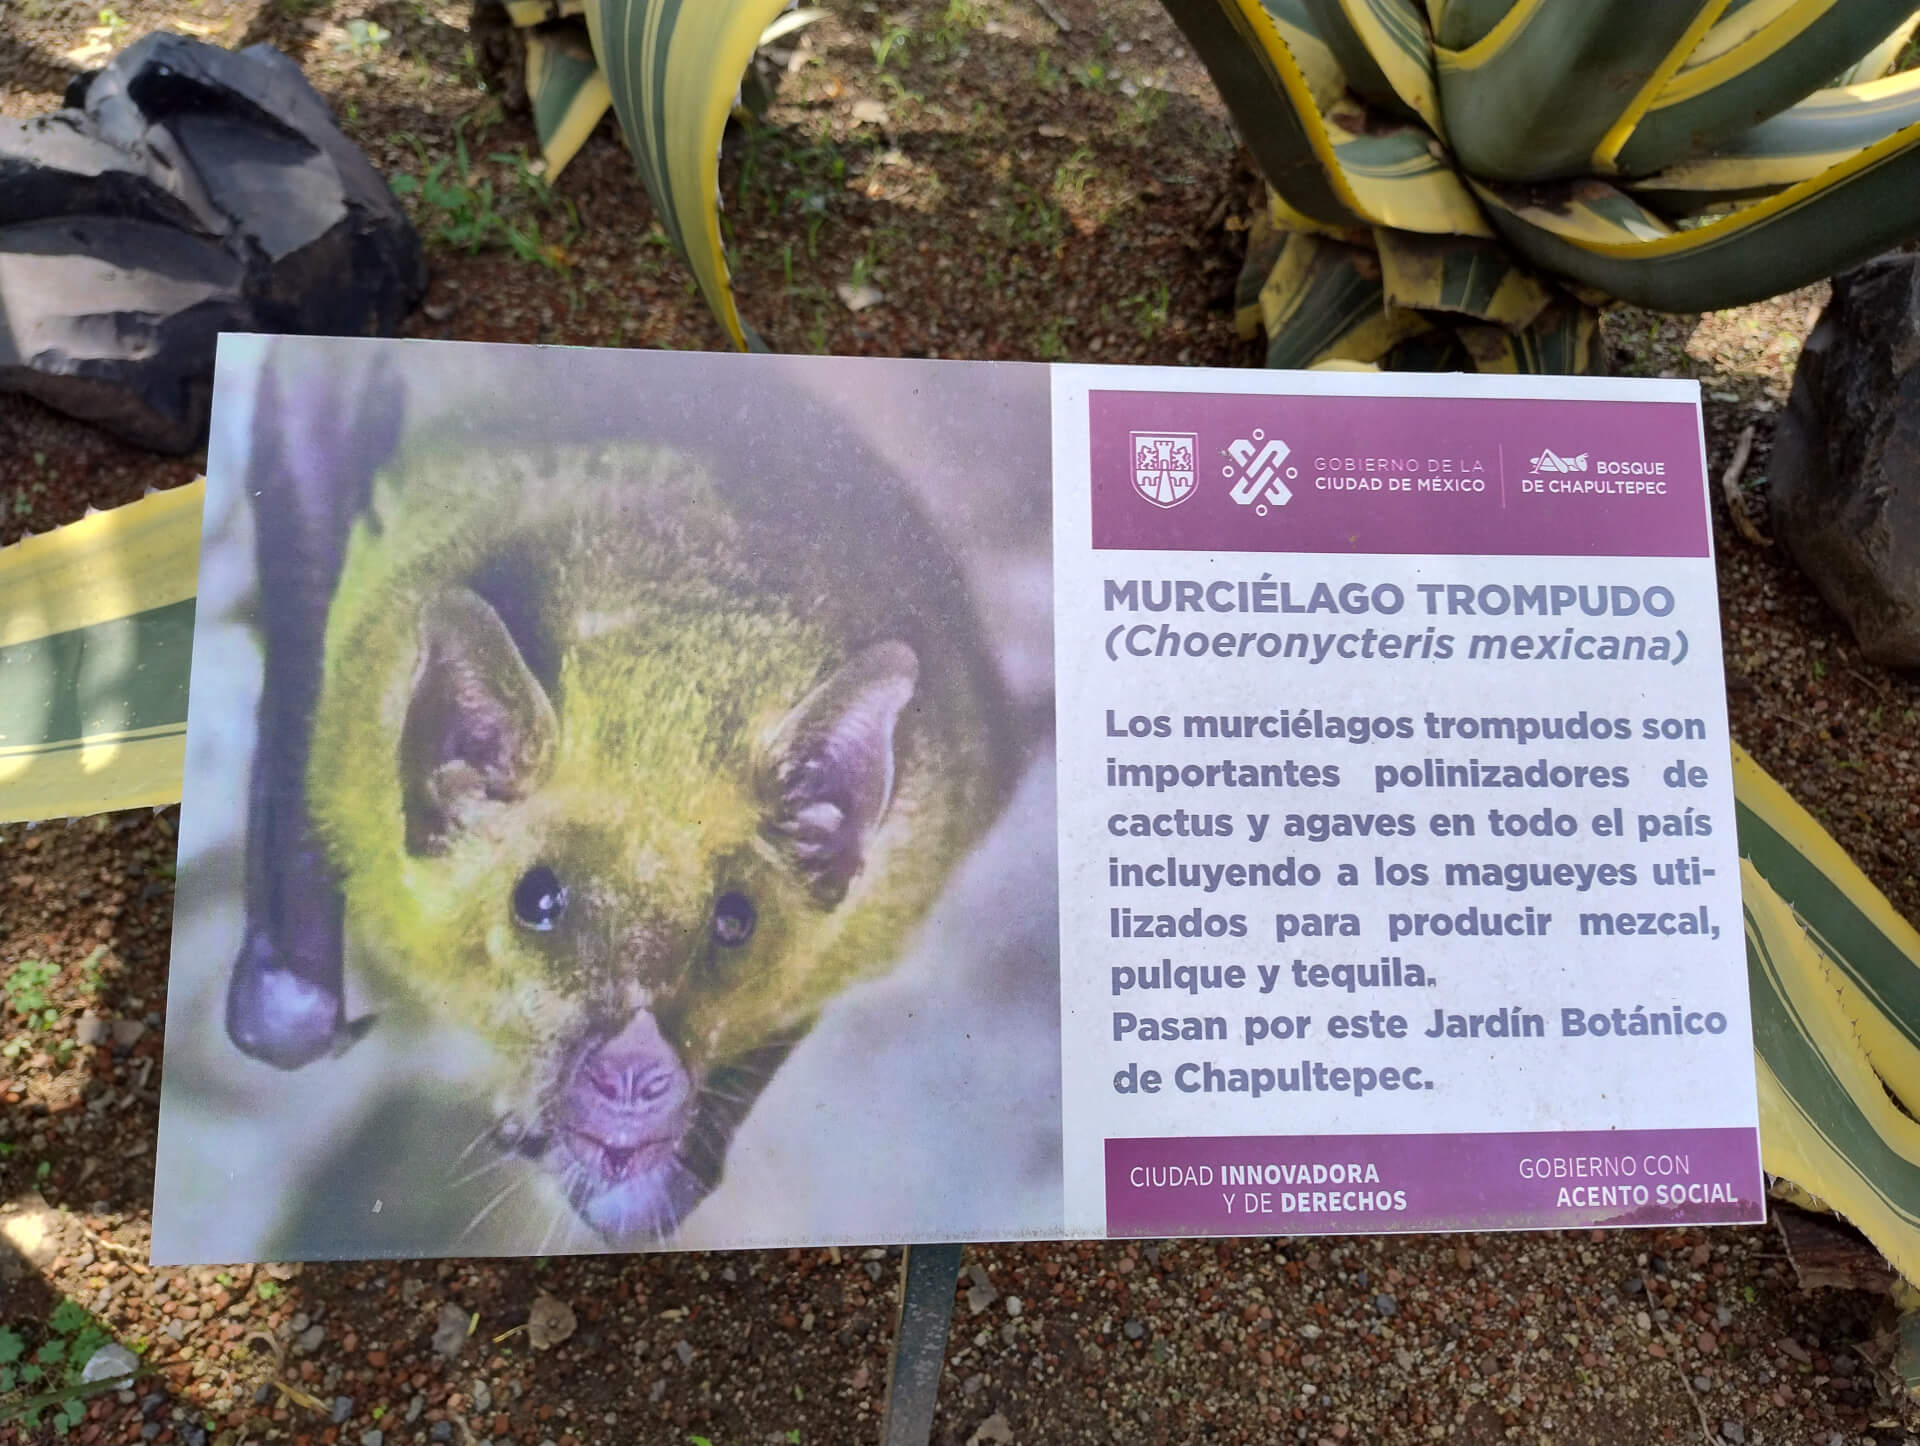 GOBIERNO DE LA
CIUDAD DE MÉXICO
BOSQUE
DE CHAPULTEPEC
MURCIÉLAGO TROMPUDO
(Choeronycteris mexicana)
Los murciélagos trompudos son
importantes polinizadores de
cactus y agaves en todo el país
incluyendo a los magueyes uti-
lizados para producir mezcal,
pulque y tequila.
Pasan por este Jardín Botánico
de Chapultepec.
CIUDAD INNOVADORA
Y DE DERECHOS
GOBIERNO CON
ACENTO SOCIAL